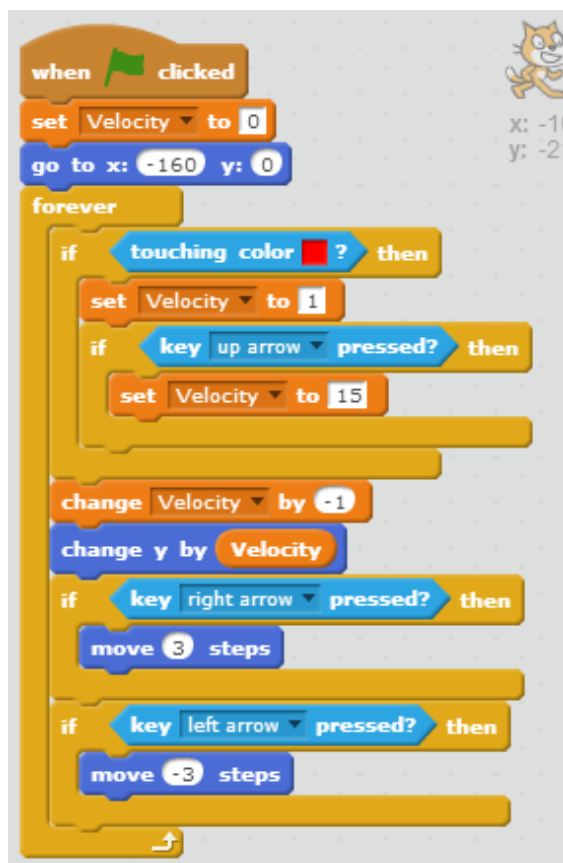 when clicked
set Velocity to 0
x: -16
go to x: -160 y: 0
y: -2
forever
if touching color ? then
set Velocity to 1
if key up arrow pressed? then
set Velocity to 15
change Velocity by -1
change y by Velocity
if key right arrow pressed? then
move 3 steps
if key left arrow pressed? then
move -3 steps